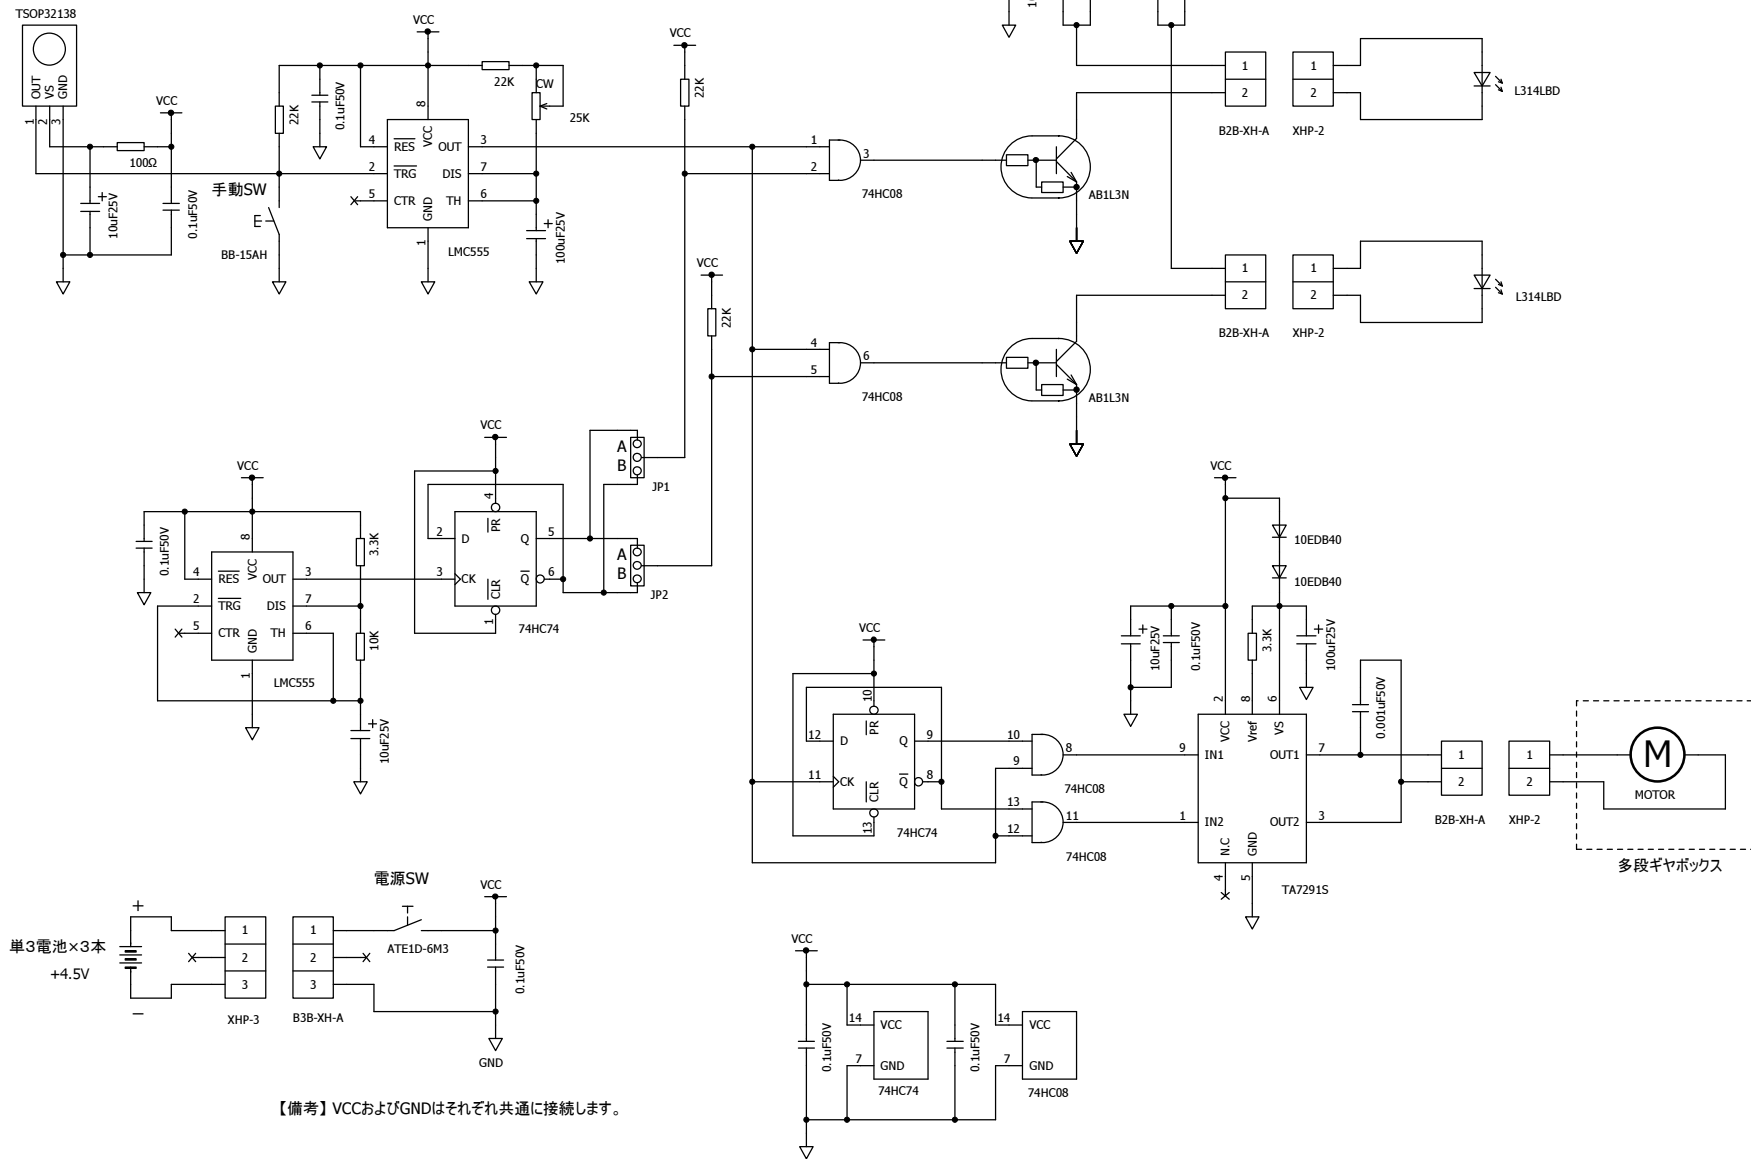 TSOP32138
OUT
VS
GND
1
2
3
VCC
100Ω
10uF25V
+
0.1uF50V
手動SW
BB-15AH
22K
0.1uF50V
VCC
8
VCC
4
RES
OUT
3
2
TRG
DIS
7
5
CTR
TH
6
GND
1
LMC555
22K
CW
25K
+
100uF25V
VCC
22K
VCC
22K
1
2
3
74HC08
4
5
6
74HC08
AB1L3N
AB1L3N
1
2
B2B-XH-A
1
2
XHP-2
L314LBD
1
2
B2B-XH-A
1
2
XHP-2
L314LBD
VCC
0.1uF50V
8
VCC
4
RES
OUT
3
2
TRG
DIS
7
5
CTR
TH
6
GND
1
LMC555
3.3K
10K
+
10uF25V
VCC
4
PR
2
D
Q
5
3
CK
Q
6
CLR
1
74HC74
A
B
JP1
A
B
JP2
VCC
10
PR
12
D
Q
9
11
CK
Q
8
CLR
13
74HC74
10
9
8
74HC08
13
12
11
74HC08
VCC
10EDB40
10EDB40
+
10uF25V
0.1uF50V
3.3K
+
100uF25V
2
8
6
VCC
Vref
VS
9
IN1
OUT1
7
1
IN2
OUT2
3
N.C
GND
4
5
TA7291S
0.001uF50V
1
2
B2B-XH-A
1
2
XHP-2
M
MOTOR
多段ギヤボックス
単3電池×3本
+4.5V
+
－
1
2
3
XHP-3
1
2
3
B3B-XH-A
電源SW
ATE1D-6M3
VCC
0.1uF50V
GND
VCC
0.1uF50V
14
VCC
7
GND
74HC74
0.1uF50V
14
VCC
7
GND
74HC08
【備考】VCCおよびGNDはそれぞれ共通に接続します。